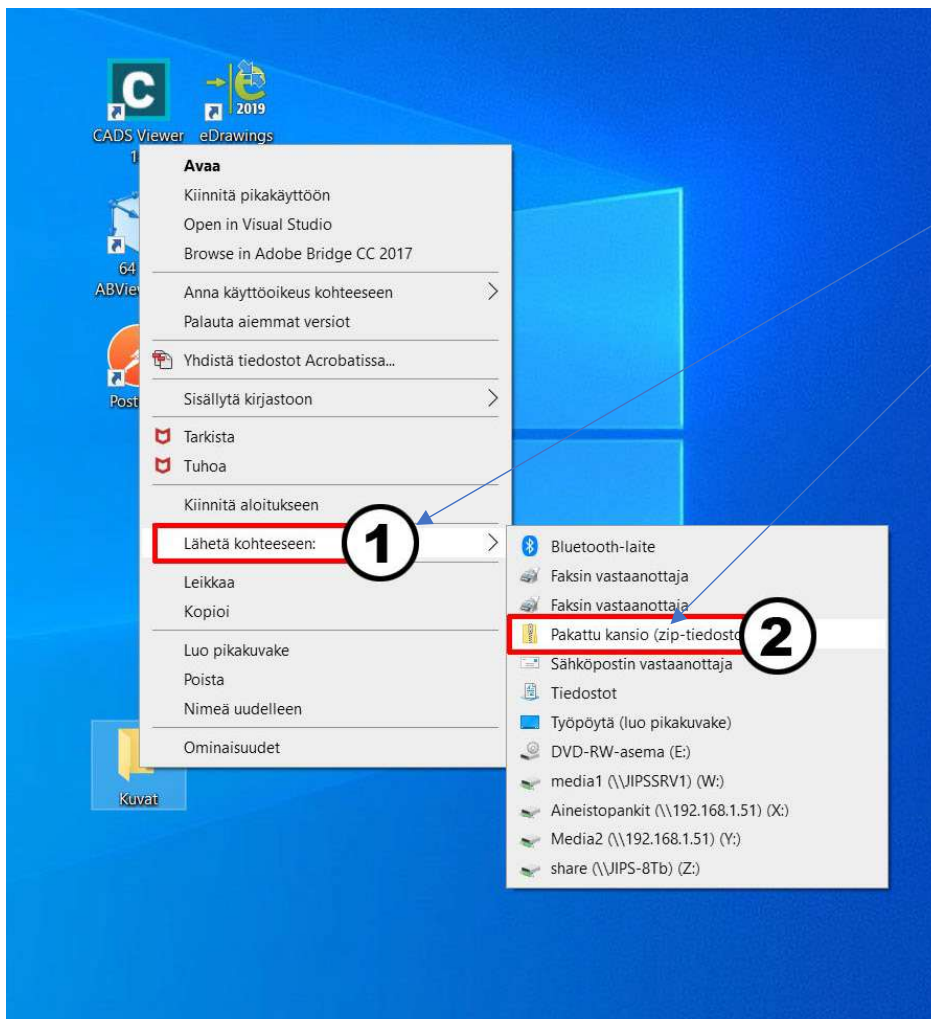 C
2019
CADS Viewer
eDrawings
1
64
ABVie
Post
Avaa
Kiinnitä pikakäyttöön
Open in Visual Studio
Browse in Adobe Bridge CC 2017
Anna käyttöoikeus kohteeseen
Palauta aiemmat versiot
Yhdistä tiedostot Acrobatissa...
Sisällytä kirjastoon
Tarkista
Tuhoa
Kiinnitä aloitukseen
Lähetä kohteeseen:
1
Leikkaa
Kopioi
Luo pikakuvake
Poista
Nimeä uudelleen
Ominaisuudet
Kuvat
Bluetooth-laite
Faksin vastaanottaja
Faksin vastaanottaja
Pakattu kansio (zip-tiedosto
2
Sähköpostin vastaanottaja
Tiedostot
Työpöytä (luo pikakuvake)
DVD-RW-asema (E:)
media1 (\\JIPSSRV1) (W:)
Aineistopankit (\\192.168.1.51) (X:)
Media2 (\\192.168.1.51) (Y:)
share (\\JIPS-8Tb) (Z:)